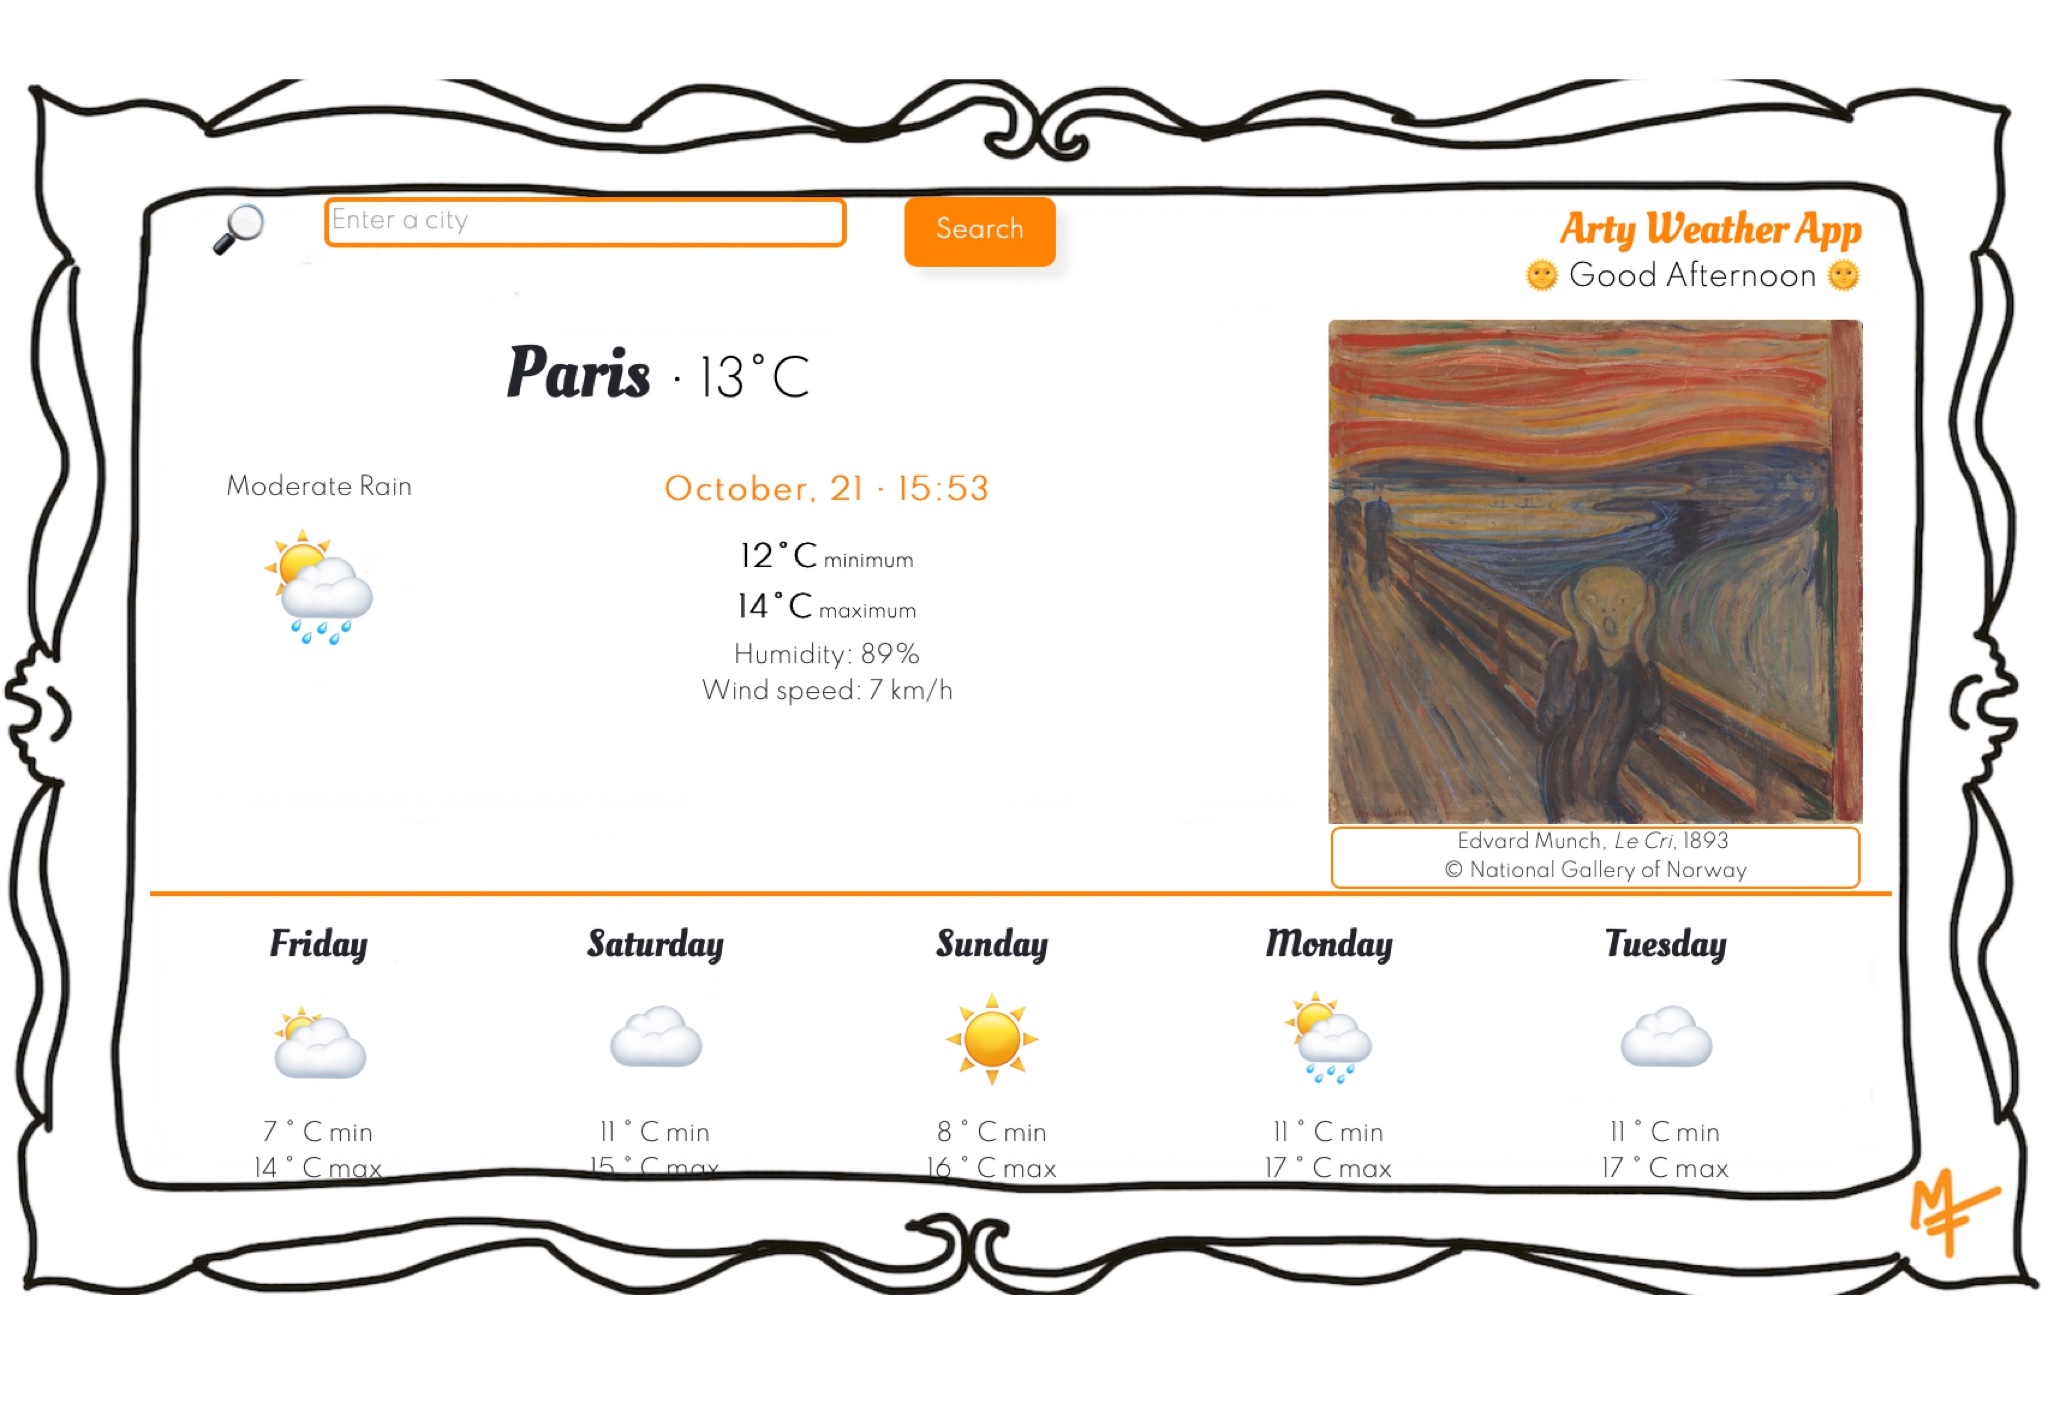 Enter a city
Search
Arty Weather App
Good Afternoon
Paris · 13°C
Moderate Rain
October, 21 · 15:53
12°C minimum
14°C maximum
Humidity: 89%
Wind speed: 7 km/h
Edvard Munch, Le Cri, 1893
© National Gallery of Norway
Friday Saturday Sunday Monday Tuesday
7 ° C min 11 ° C min 8 ° C min 11 ° C min 11 ° C min
14 ° C max 15 ° C max 16 ° C max 17 ° C max 17 ° C max